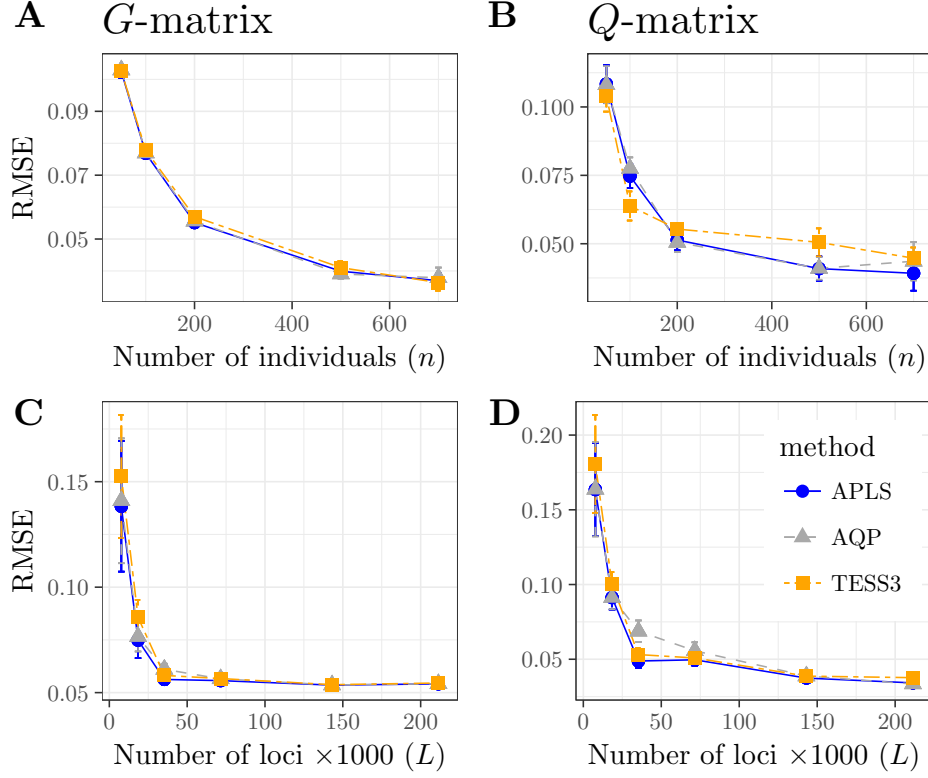 A G-matrix
B Q-matrix
RMSE
0.09
0.07
0.05
200 400 600
Number of individuals (n)
0.100
0.075
0.050
200 400 600
Number of individuals (n)
C
RMSE
0.15
0.10
0.05
0 50 100 150 200
Number of loci ×1000 (L)
D
0.20
0.15
0.10
0.05
0 50 100 150 200
Number of loci ×1000 (L)
method
APLS
AQP
TESS3